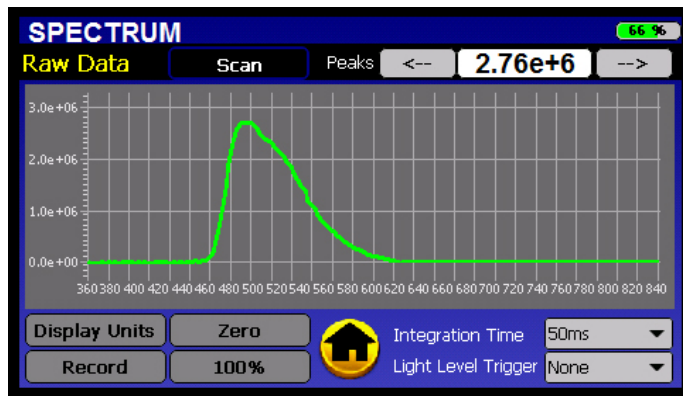 SPECTRUM 66 %
Raw Data Scan Peaks <-- 2.76e+6 -->
3.0e+06
2.0e+06
1.0e+06
0.0e+00
360 380 400 420 440 460 480 500 520 540 560 580 600 620 640 660 680 700 720 740 760 780 800 820 840
Display Units Zero Integration Time 50ms
Record 100% Light Level Trigger None